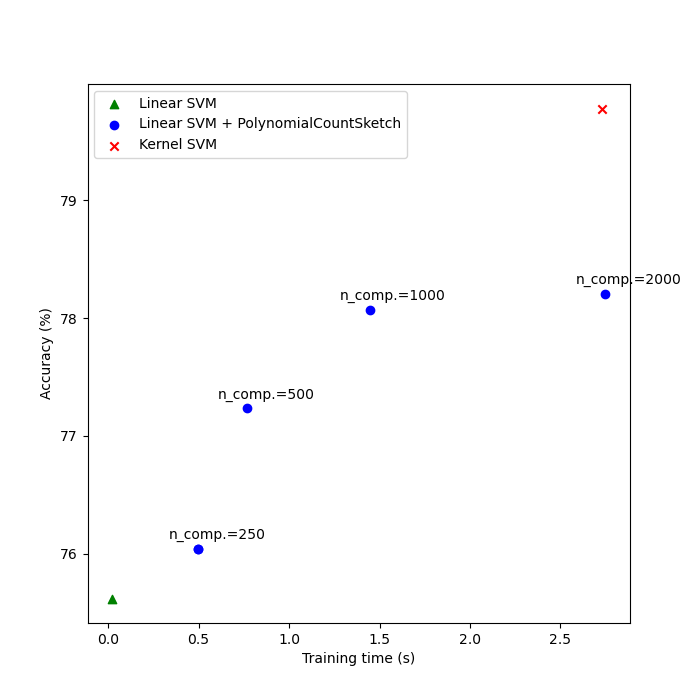 Linear SVM
Linear SVM + PolynomialCountSketch
Kernel SVM
79
78
77
76
Accuracy (%)
n_comp.=2000
n_comp.=1000
n_comp.=500
n_comp.=250
0.0 0.5 1.0 1.5 2.0 2.5
Training time (s)